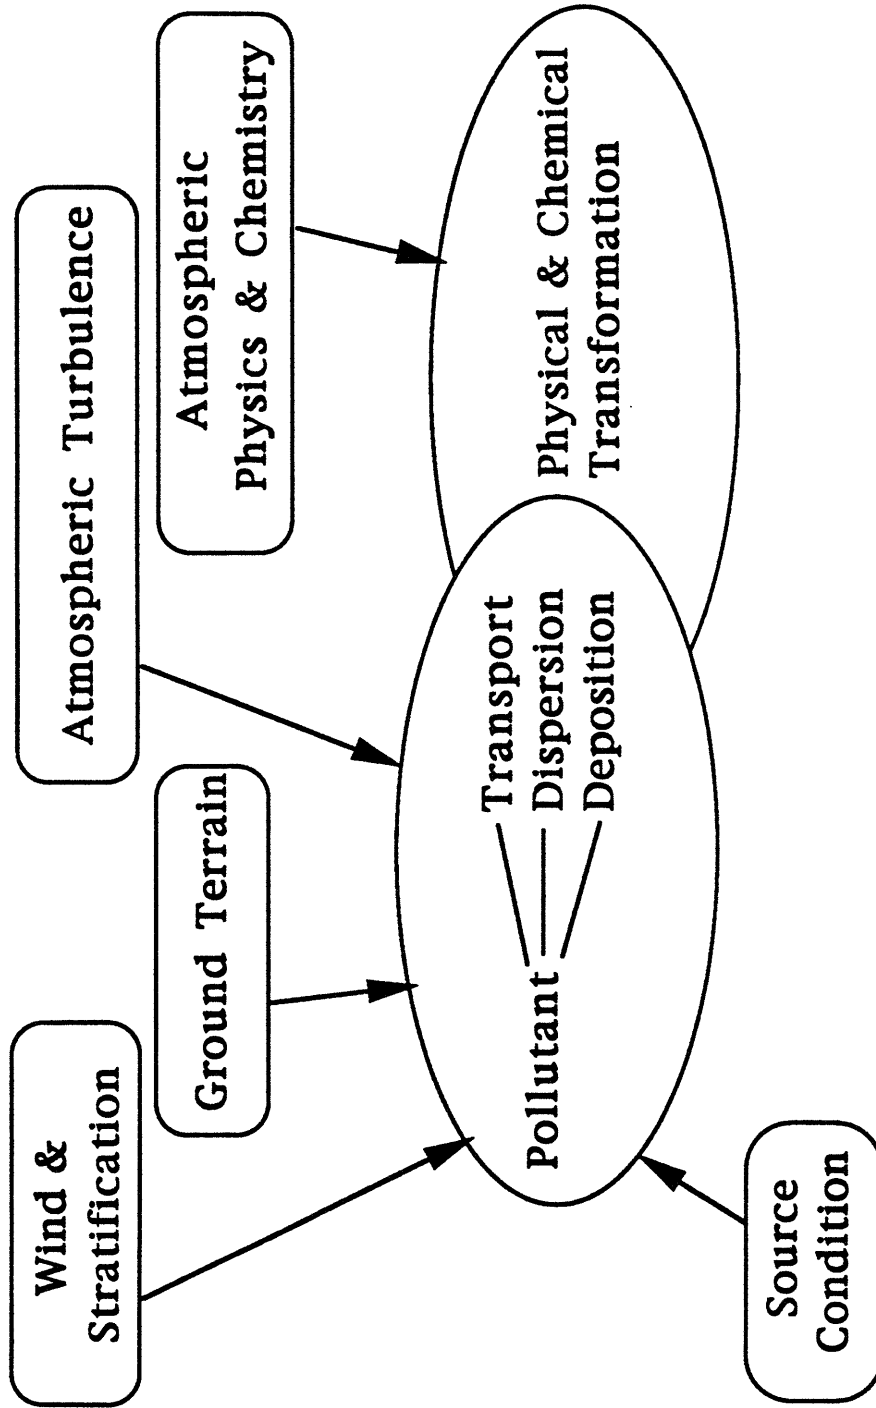 Wind &
Stratification
Atmospheric Turbulence
Ground Terrain
Atmospheric
Physics & Chemistry
Pollutant
Transport
Dispersion
Deposition
Physical & Chemical
Transformation
Source
Condition